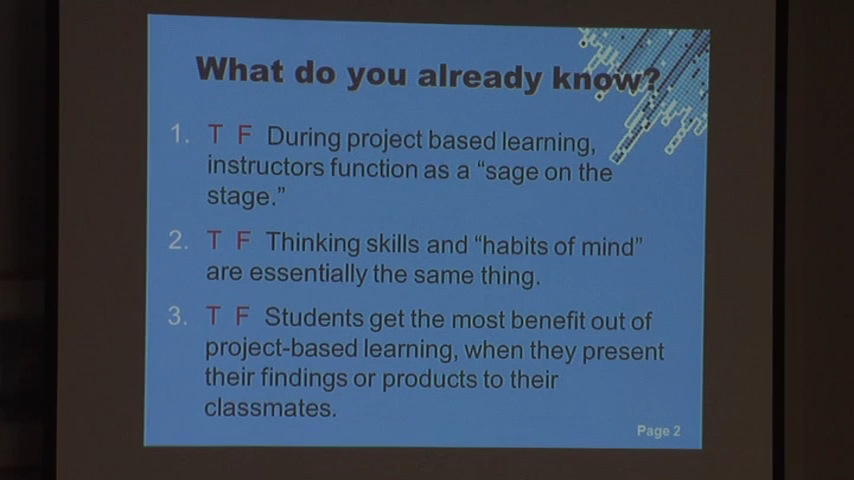 What do you already know?
1. T F During project based learning,
instructors function as a “sage on the
stage.”
2. T F Thinking skills and “habits of mind”
are essentially the same thing.
3. T F Students get the most benefit out of
project-based learning, when they present
their findings or products to their
classmates.
Page 2